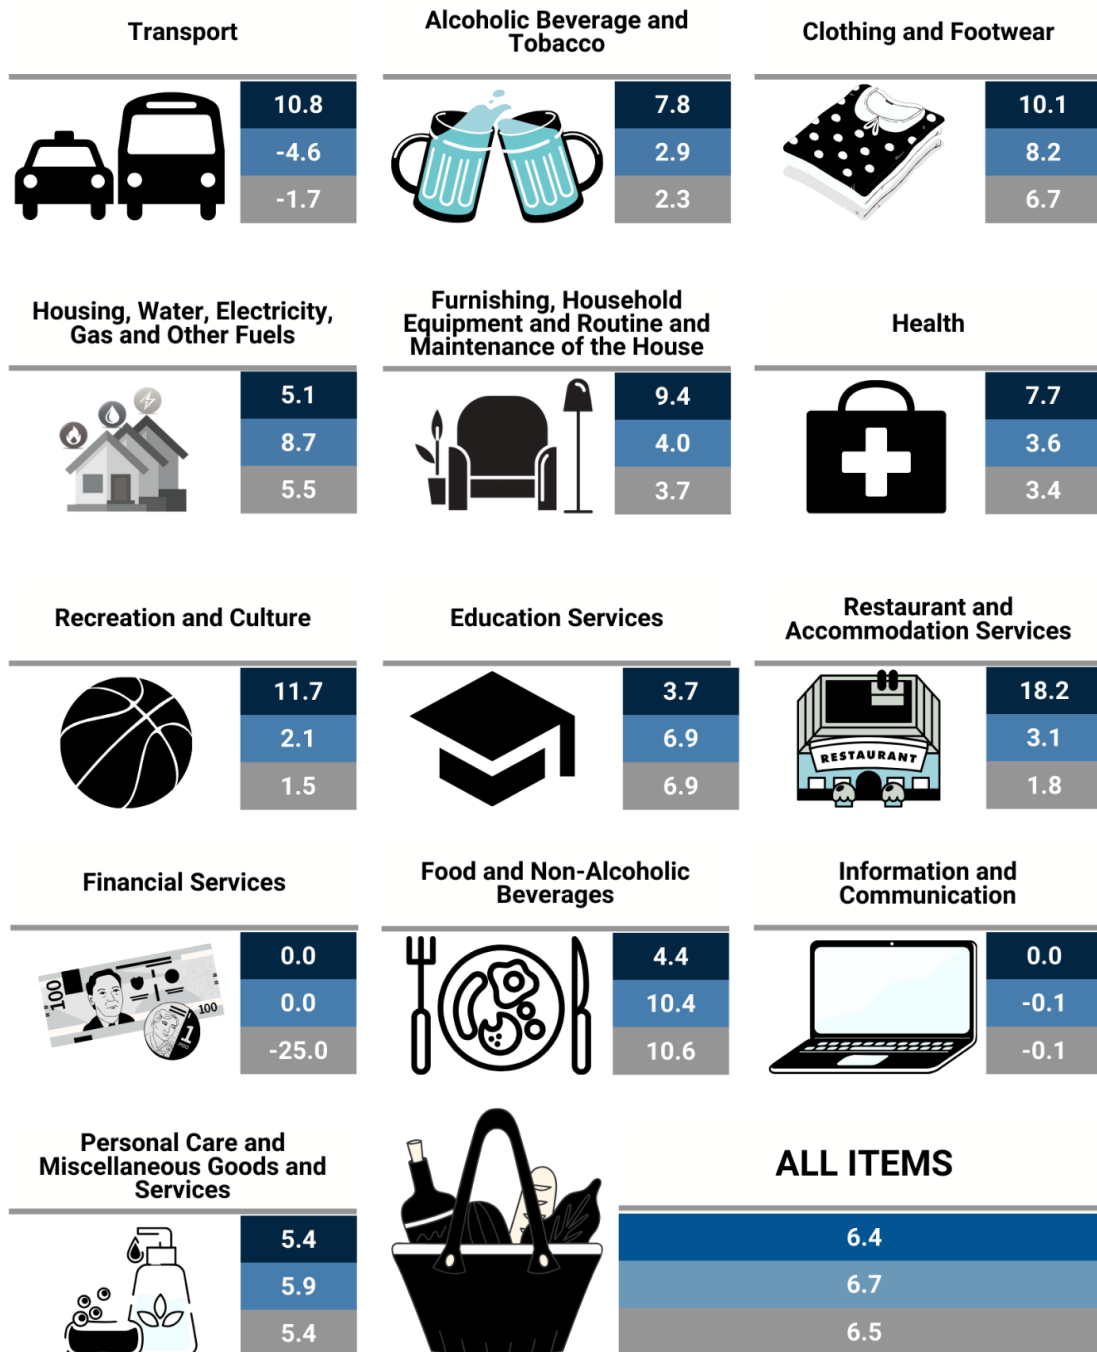 Transport
10.8
-4.6
-1.7
Alcoholic Beverage and
Tobacco
7.8
2.9
2.3
Clothing and Footwear
10.1
8.2
6.7
Housing, Water, Electricity,
Gas and Other Fuels
5.1
8.7
5.5
Furnishing, Household
Equipment and Routine and
Maintenance of the House
9.4
4.0
3.7
Health
7.7
3.6
3.4
Recreation and Culture
11.7
2.1
1.5
Education Services
3.7
6.9
6.9
Restaurant and
Accommodation Services
RESTAURANT
18.2
3.1
1.8
Financial Services
100
100
1
0.0
0.0
-25.0
Food and Non-Alcoholic
Beverages
4.4
10.4
10.6
Information and
Communication
0.0
-0.1
-0.1
Personal Care and
Miscellaneous Goods and
Services
5.4
5.9
5.4
ALL ITEMS
6.4
6.7
6.5